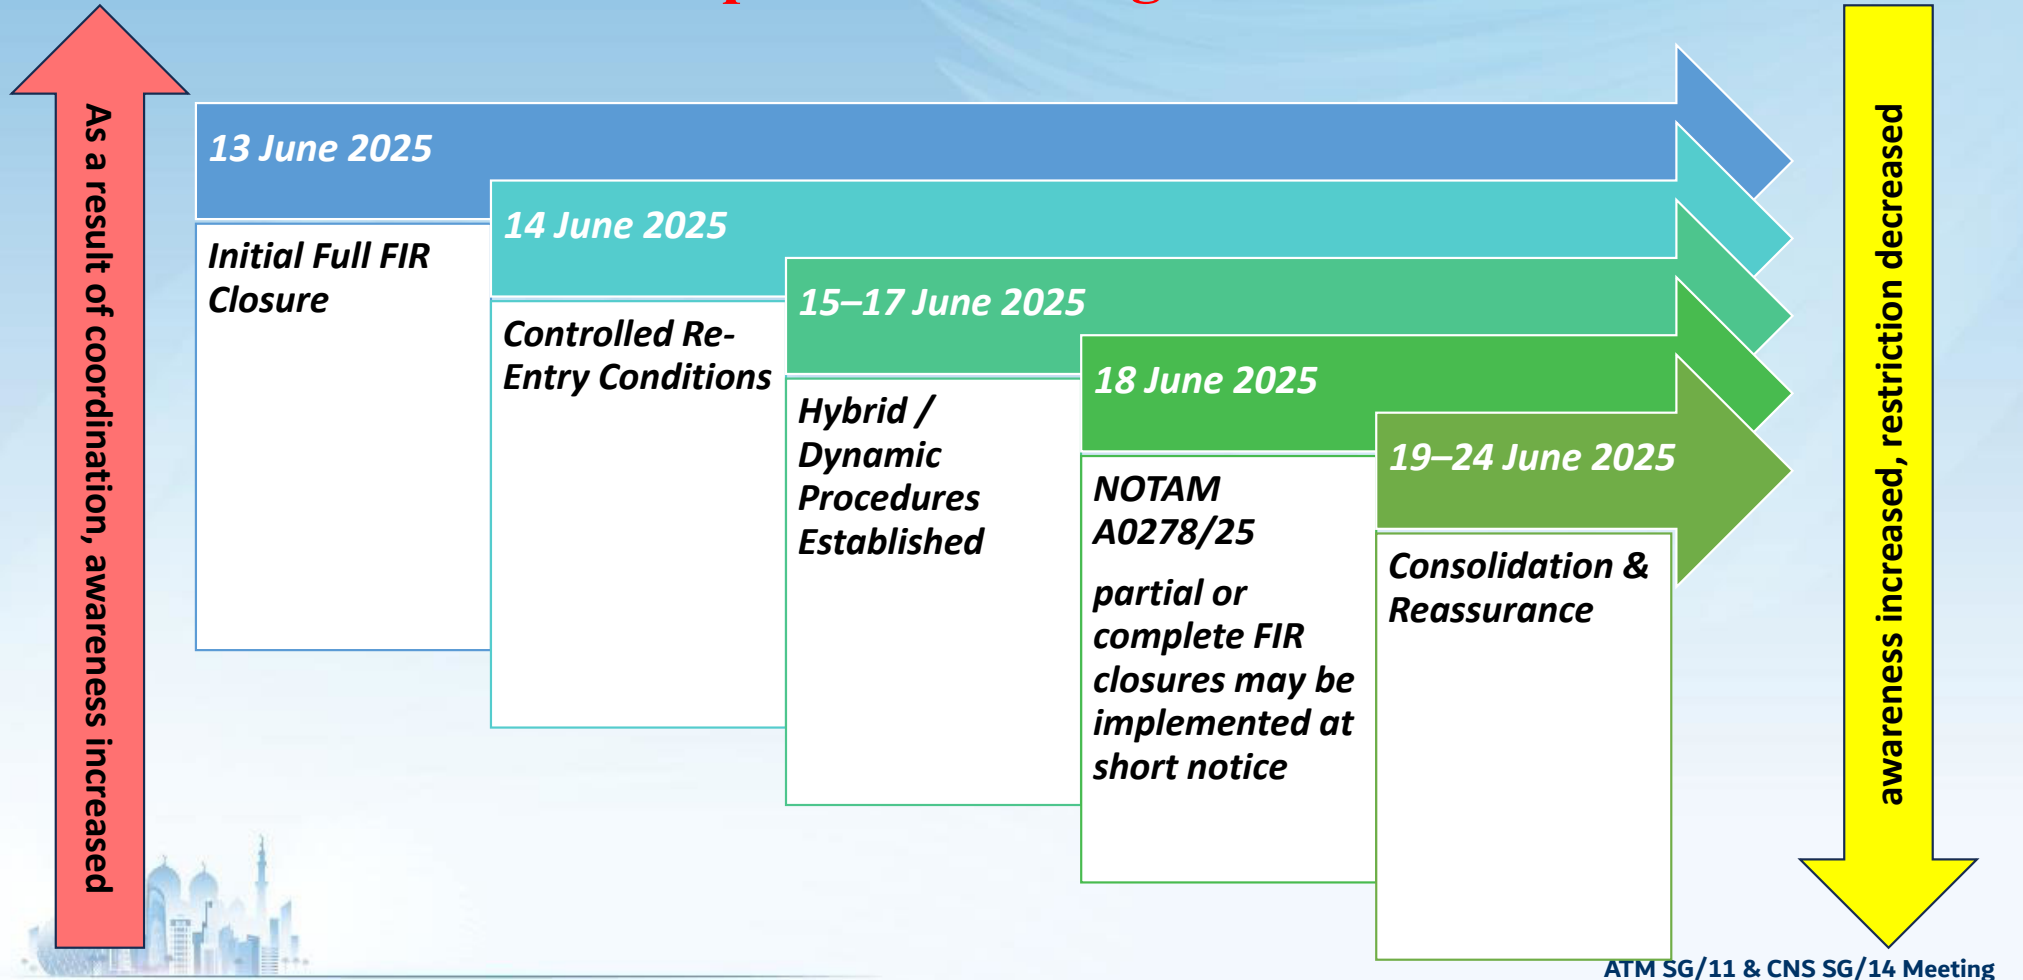 As a result of coordination, awareness increased
13 June 2025
Initial Full FIR
Closure
14 June 2025
Controlled Re-
Entry Conditions
15–17 June 2025
Hybrid /
Dynamic
Procedures
Established
18 June 2025
NOTAM
A0278/25
partial or
complete FIR
closures may be
implemented at
short notice
19–24 June 2025
Consolidation &
Reassurance
awareness increased, restriction decreased
ATM SG/11 & CNS SG/14 Meeting